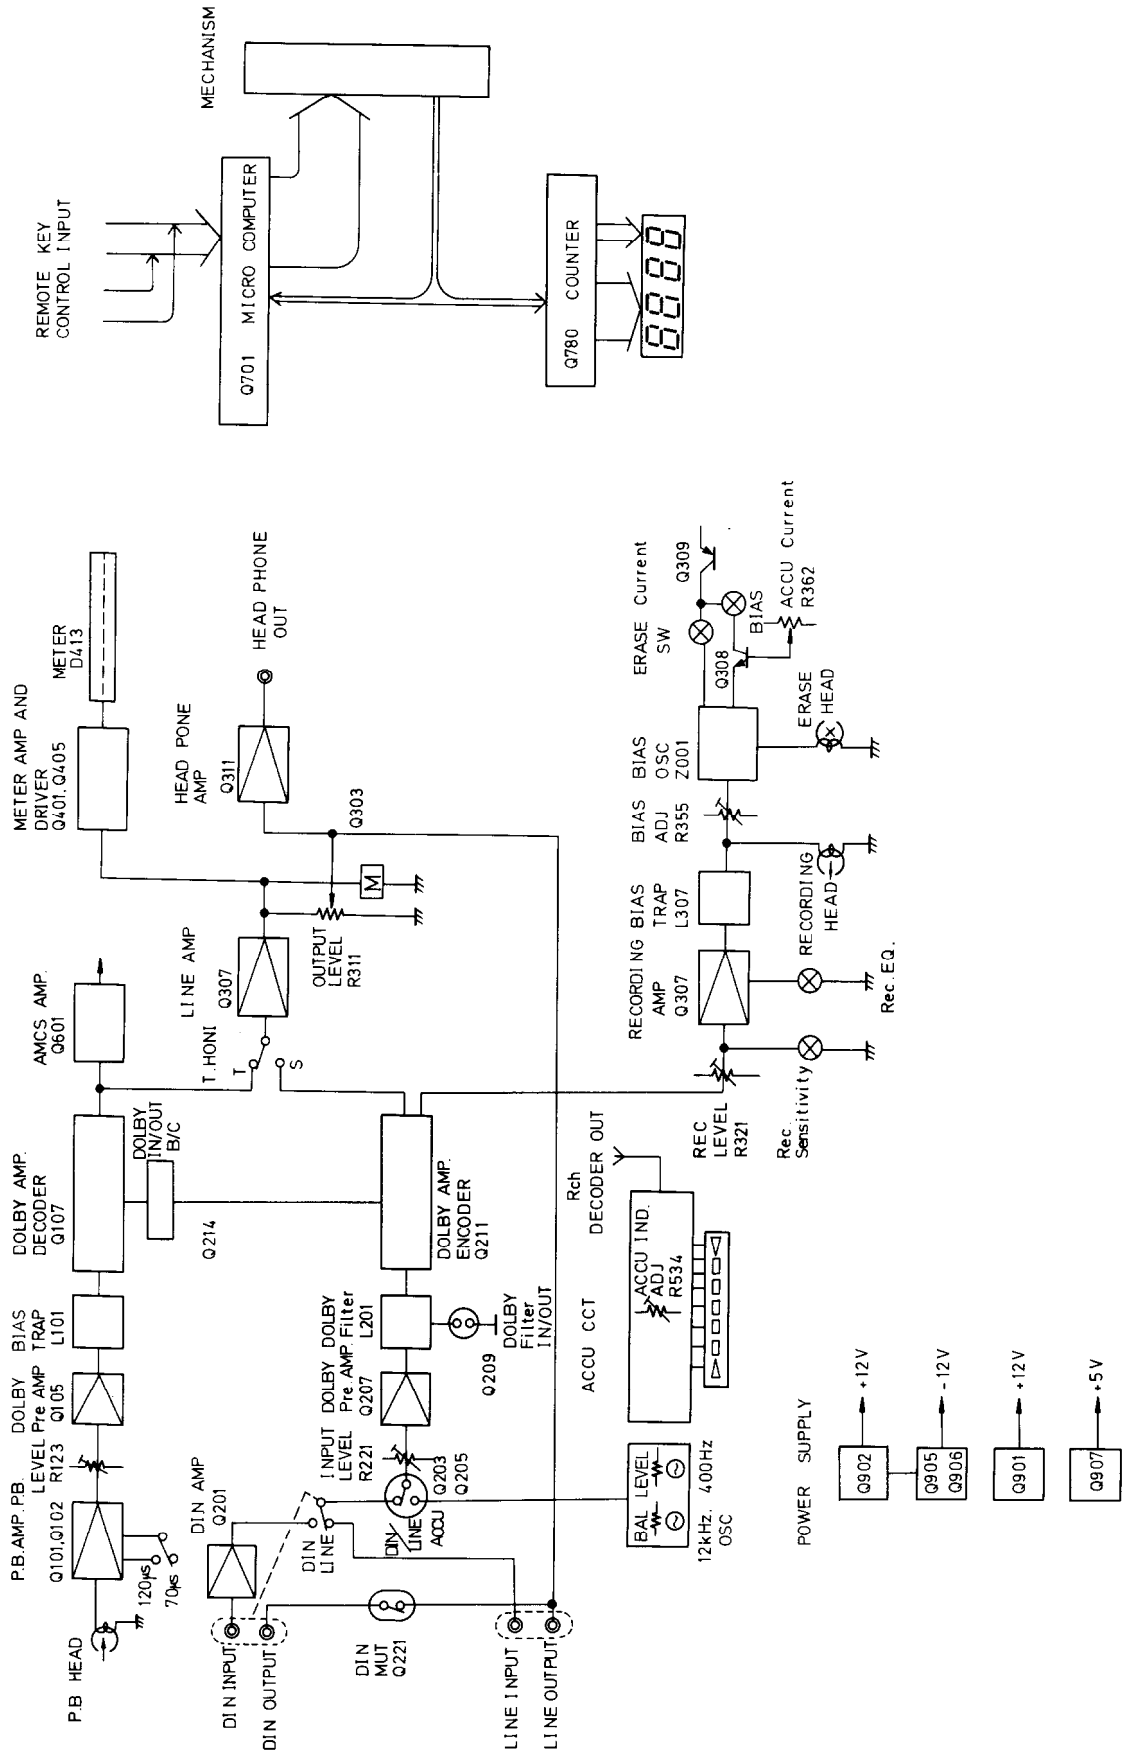 P.B HEAD
P.B.AMP.
Q101,Q102
120µs
70µs
P.B.
LEVEL
R123
DOLBY
Pre AMP
Q105
BIAS
TRAP
L101
DOLBY AMP.
DECODER
Q107
DOLBY
IN/OUT
B/C
Q214
AMCS AMP.
Q601
METER AMP AND
DRIVER
Q401.Q405
METER
D413
DIN INPUT
DIN OUTPUT
DIN AMP
Q201
DIN
LINE
DIN
MUT
Q221
LINE INPUT
LINE OUTPUT
DIN/
LINE
ACCU
Q203
Q205
INPUT
LEVEL
R221
DOLBY
Pre.AMP.
Q207
DOLBY
Filter
L201
Q209
DOLBY
Filter
IN/OUT
DOLBY AMP.
ENCODER
Q211
T.HONI
T
S
LINE AMP
Q307
OUTPUT
LEVEL
R311
M
Q303
HEAD PONE
AMP
Q311
HEAD PHONE
OUT
BAL
LEVEL
12kHz. 400Hz
OSC
ACCU CCT
ACCU IND.
ADJ
R534
Rch
DECODER OUT
REC
LEVEL
R321
Rec.
Sensitivity
RECORDING
AMP
Q307
Rec.EQ.
BIAS
TRAP
L307
RECORDING
HEAD
BIAS
ADJ
R355
BIAS
OSC
Z001
ERASE
HEAD
ERASE Current
SW
Q308
Q309
BIAS
ACCU Current
R362
POWER SUPPLY
Q902
+12V
Q905
Q906
-12V
Q901
+12V
Q907
+5V
REMOTE KEY
CONTROL INPUT
Q701 MICRO COMPUTER
MECHANISM
Q780 COUNTER
88:88